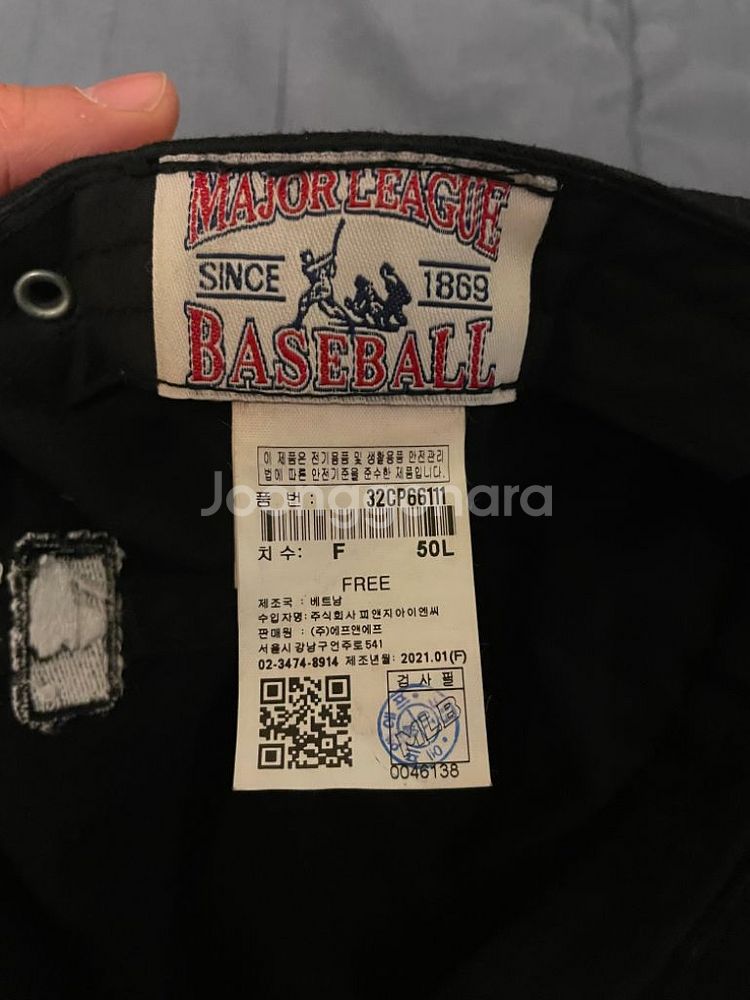 MAJOR LEAGUE
SINCE 1869
BASEBALL
이 제품은 전기용품 및 생활용품 안전관리
법에 따른 안전기준을 준수한 제품입니다.
Joonggonara
품 번: 32CP66111
치 수: F 50L
FREE
제조국 : 베트남
수입자명: 주식회사 피앤지아이엔씨
판매원 : (주)에프앤에프
서울시 강남구 언주로 541
02-3474-8914 제조년월: 2021.01(F)
검 사 필
MLB
0046138